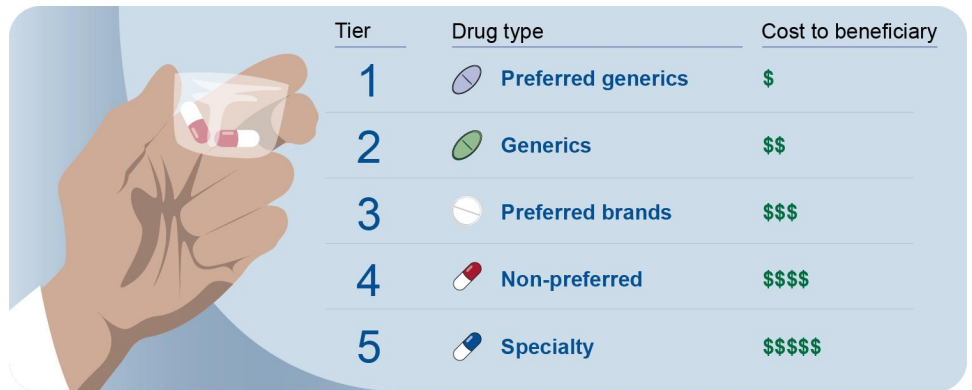 Tier Drug type Cost to beneficiary
1 Preferred generics $
2 Generics $$
3 Preferred brands $$$
4 Non-preferred $$$$
5 Specialty $$$$$